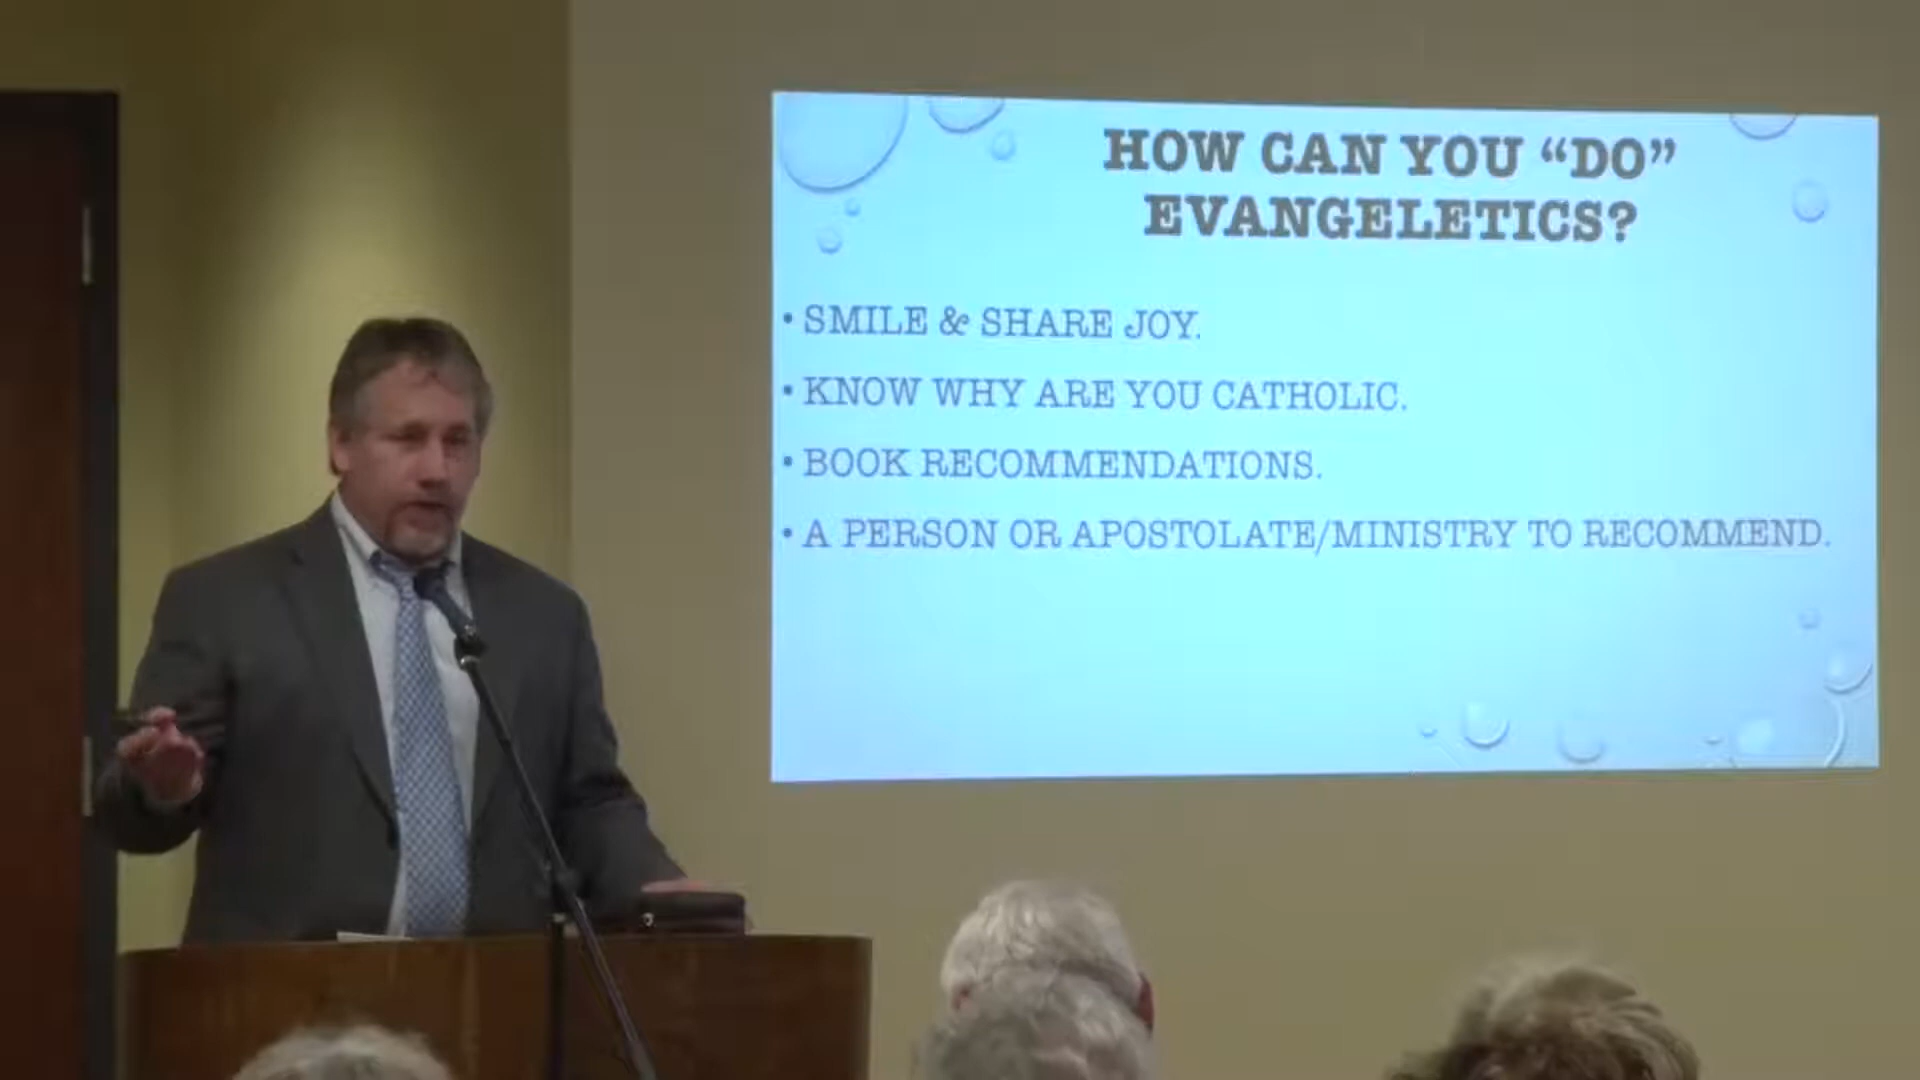 HOW CAN YOU “DO”
EVANGELETICS?
• SMILE & SHARE JOY.
• KNOW WHY ARE YOU CATHOLIC.
• BOOK RECOMMENDATIONS.
• A PERSON OR APOSTOLATE/MINISTRY TO RECOMMEND.